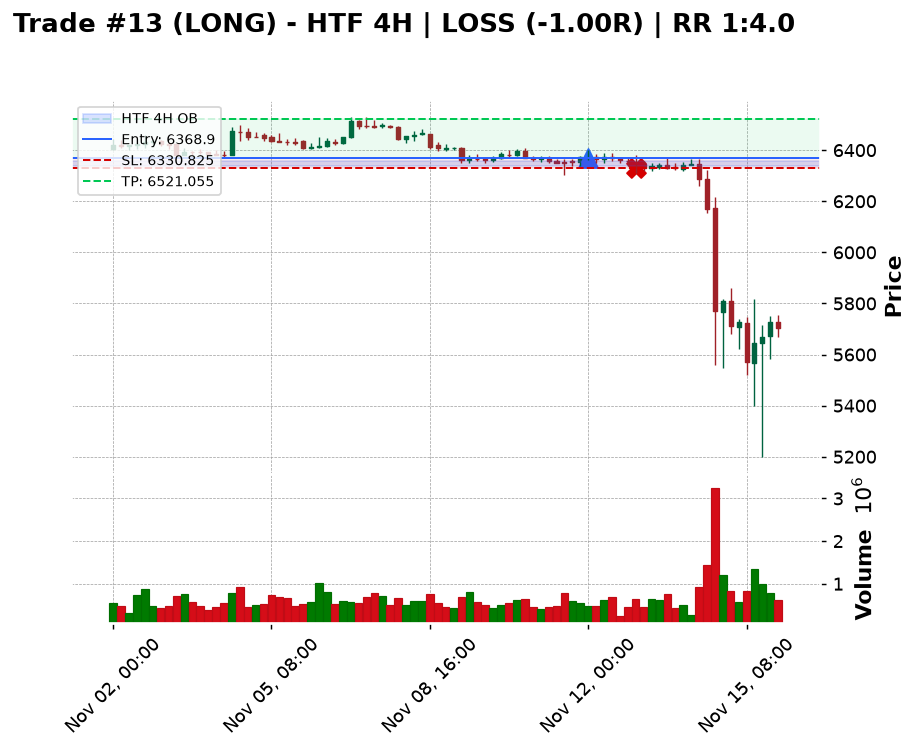 Trade #13 (LONG) - HTF 4H | LOSS (-1.00R) | RR 1:4.0
HTF 4H OB
Entry: 6368.9
SL: 6330.825
TP: 6521.055
6400
6200
6000
5800
5600
5400
5200
Price
3
2
1
Volume 10⁶
Nov 02, 00:00
Nov 05, 08:00
Nov 08, 16:00
Nov 12, 00:00
Nov 15, 08:00